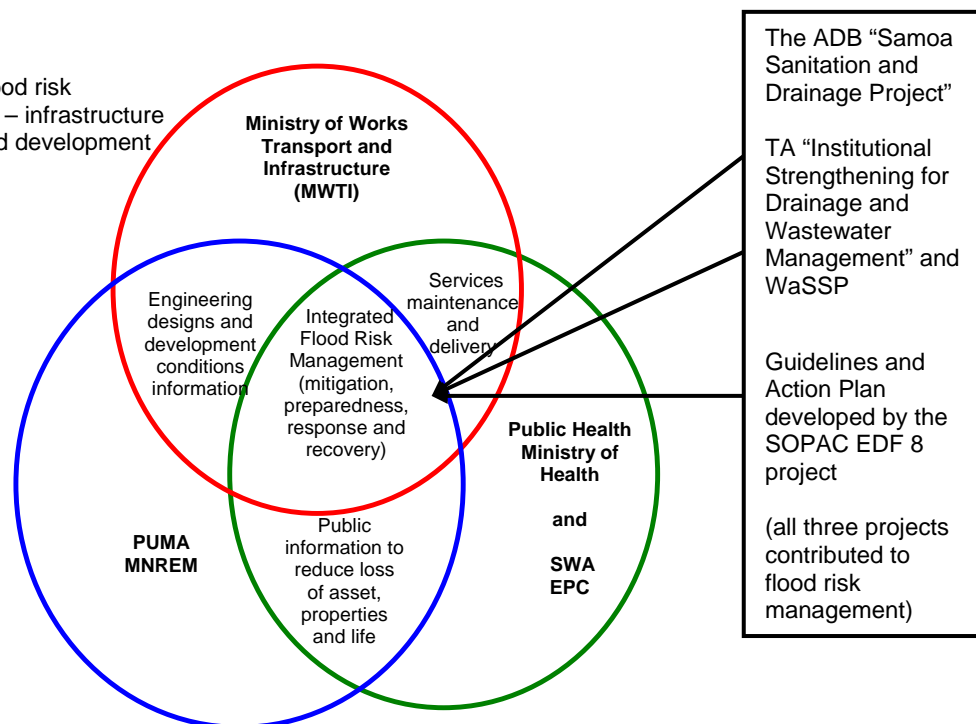 ood risk
– infrastructure
d development
Ministry of Works
Transport and
Infrastructure
(MWTI)
Engineering
designs and
development
conditions
information
Integrated
Flood Risk
Management
(mitigation,
preparedness,
response and
recovery)
Services
maintenance
and
delivery
Public Health
Ministry of
Health
and
SWA
EPC
PUMA
MNREM
Public
information to
reduce loss
of asset,
properties
and life
The ADB “Samoa
Sanitation and
Drainage Project”
TA “Institutional
Strengthening for
Drainage and
Wastewater
Management” and
WaSSP
Guidelines and
Action Plan
developed by the
SOPAC EDF 8
project
(all three projects
contributed to
flood risk
management)